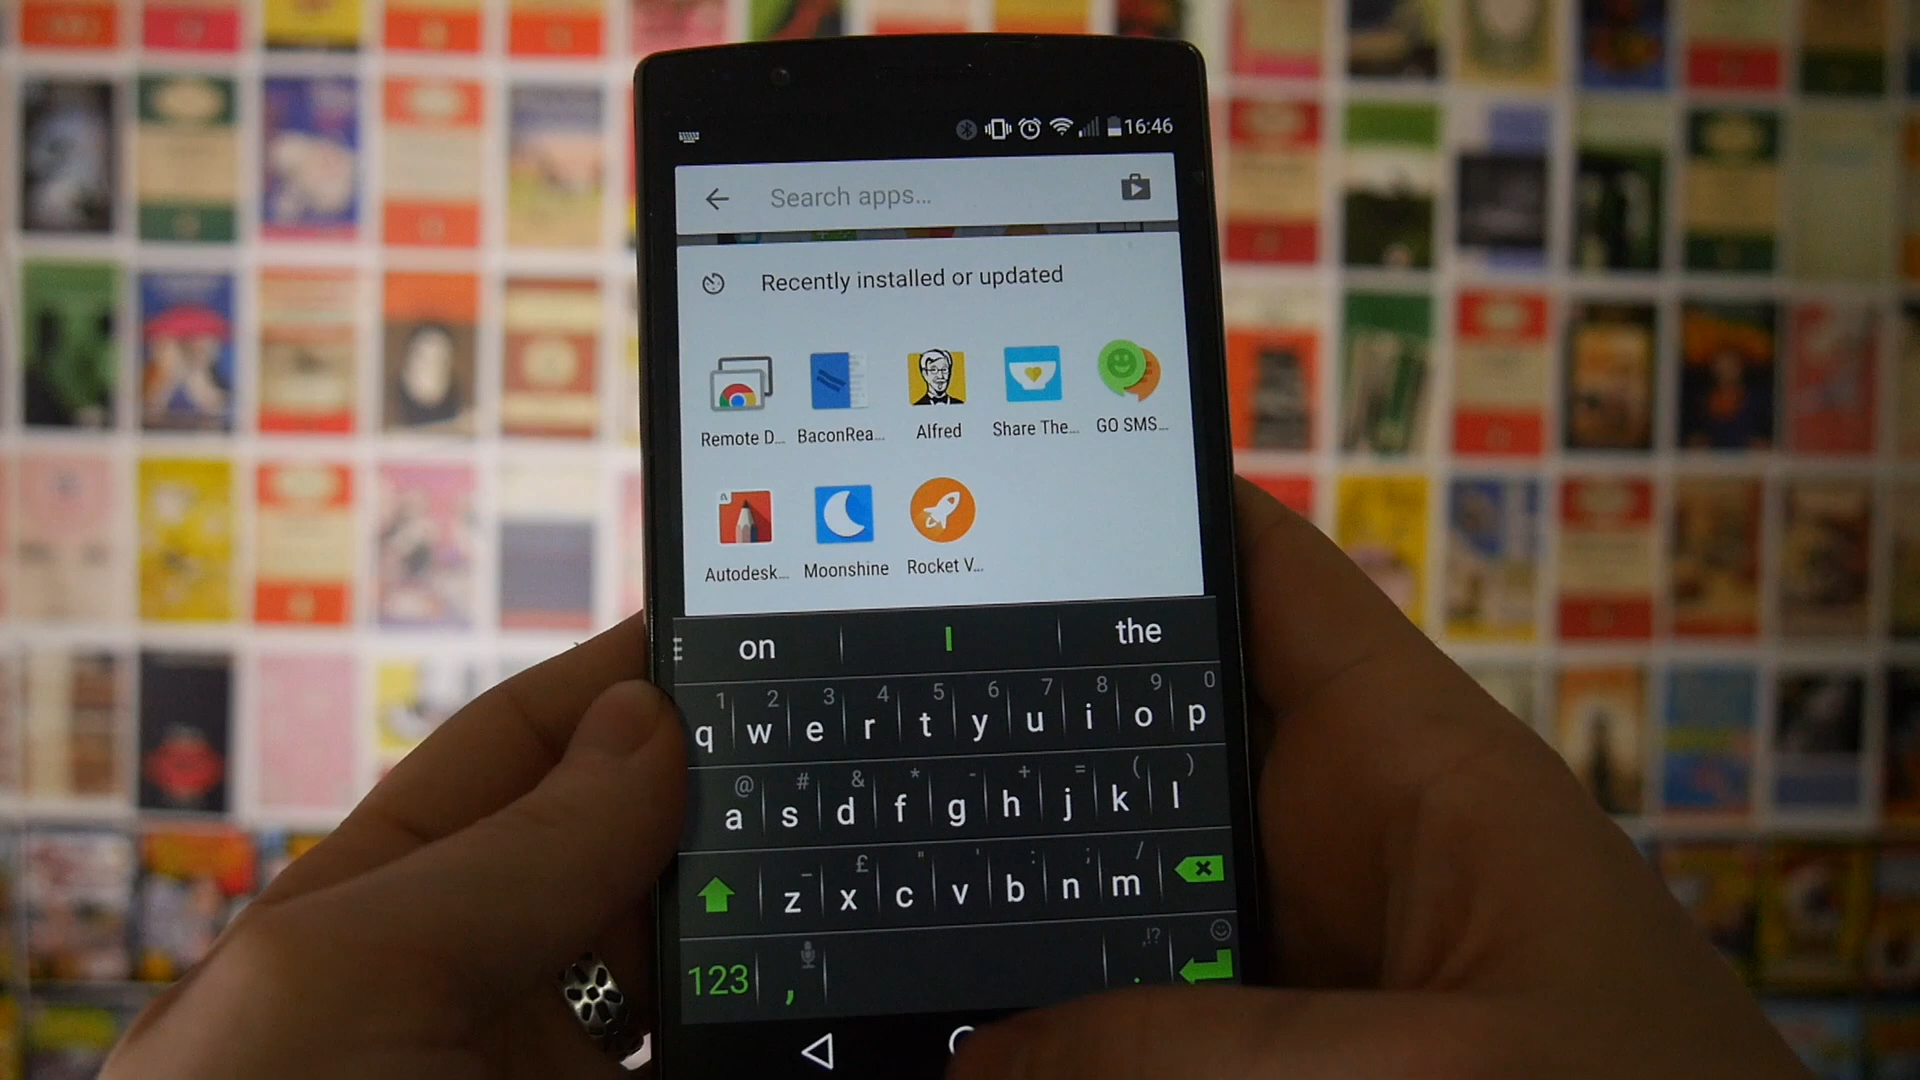 16:46
Search apps...
Recently installed or updated
Remote D... BaconRea... Alfred Share The... GO SMS...
Autodesk... Moonshine Rocket V...
on I the
1 2 3 4 5 6 7 8 9 0
q w e r t y u i o p
@ # & * - + = ( )
a s d f g h j k l
_ £ " ' : ; /
z x c v b n m
,!?
123 , .